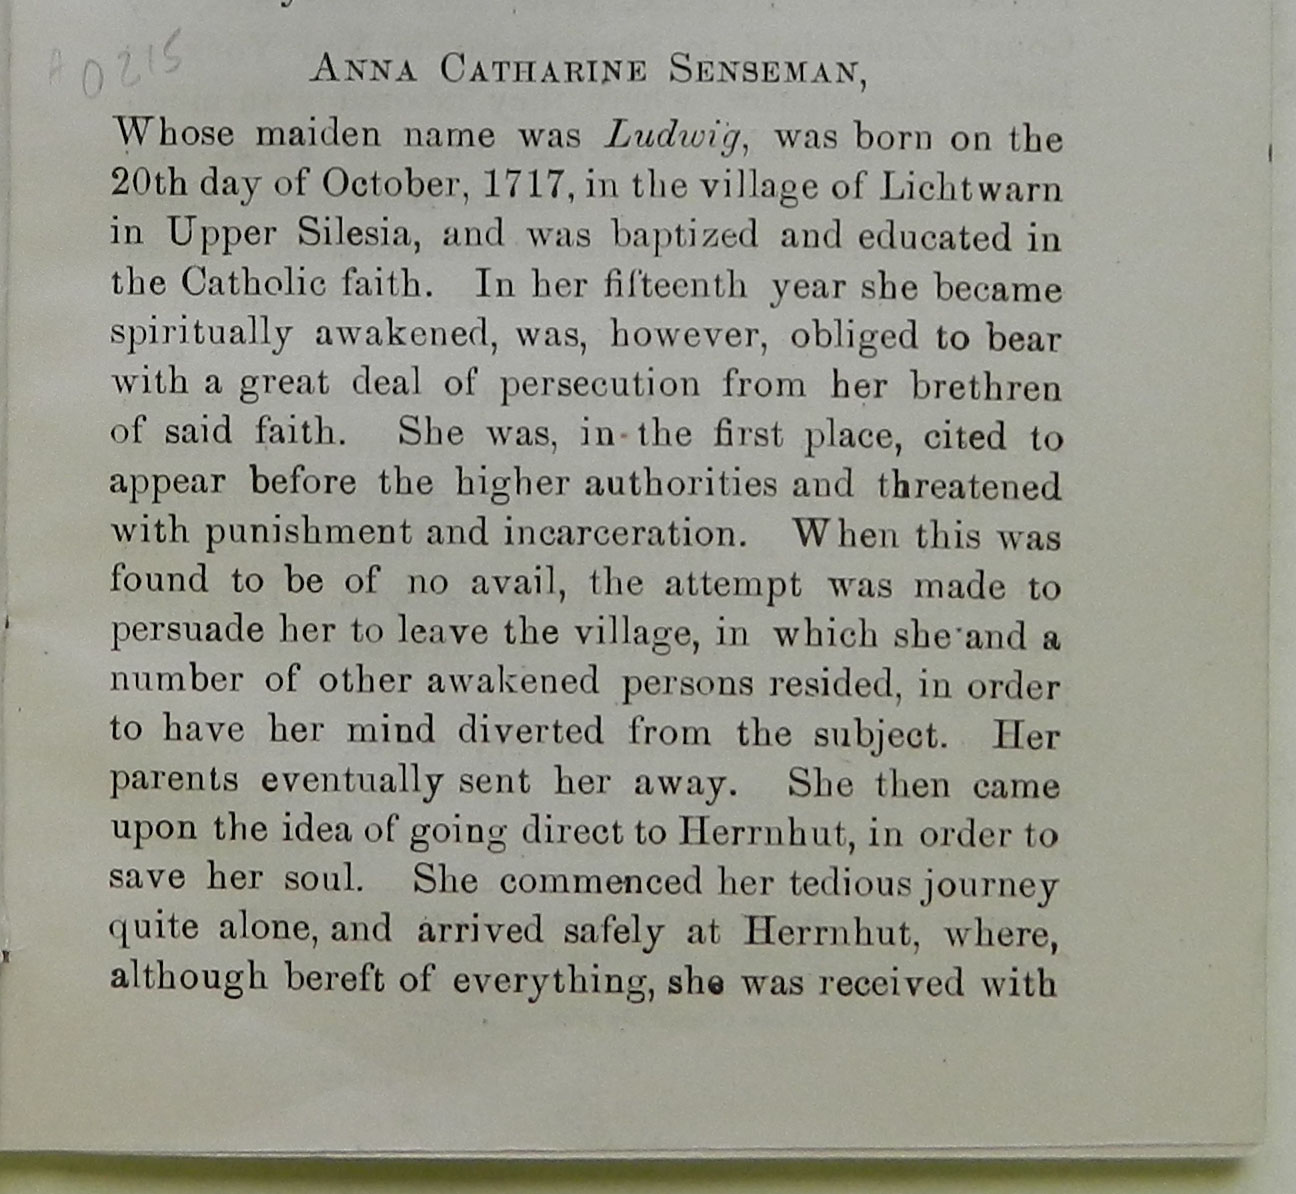 A0215
ANNA CATHARINE SENSEMAN,
Whose maiden name was Ludwig, was born on the
20th day of October, 1717, in the village of Lichtwarn
in Upper Silesia, and was baptized and educated in
the Catholic faith. In her fifteenth year she became
spiritually awakened, was, however, obliged to bear
with a great deal of persecution from her brethren
of said faith. She was, in the first place, cited to
appear before the higher authorities and threatened
with punishment and incarceration. When this was
found to be of no avail, the attempt was made to
persuade her to leave the village, in which she and a
number of other awakened persons resided, in order
to have her mind diverted from the subject. Her
parents eventually sent her away. She then came
upon the idea of going direct to Herrnhut, in order to
save her soul. She commenced her tedious journey
quite alone, and arrived safely at Herrnhut, where,
although bereft of everything, she was received with